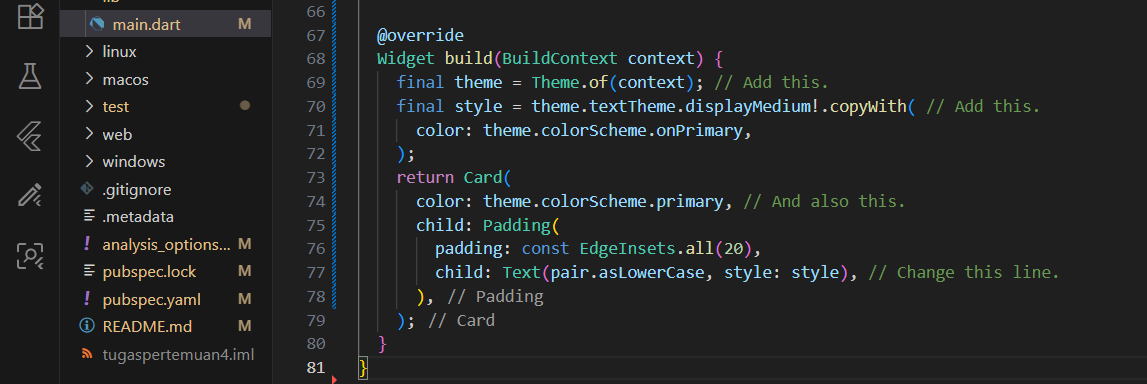 lib
main.dart M
linux
macos
test
web
windows
.gitignore
.metadata
! analysis_options... M
pubspec.lock M
! pubspec.yaml M
README.md M
tugaspertemuan4.iml
66
67 @override
68 Widget build(BuildContext context) {
69 final theme = Theme.of(context); // Add this.
70 final style = theme.textTheme.displayMedium!.copyWith( // Add this.
71 color: theme.colorScheme.onPrimary,
72 );
73 return Card(
74 color: theme.colorScheme.primary, // And also this.
75 child: Padding(
76 padding: const EdgeInsets.all(20),
77 child: Text(pair.asLowerCase, style: style), // Change this line.
78 ), // Padding
79 ); // Card
80 }
81 }